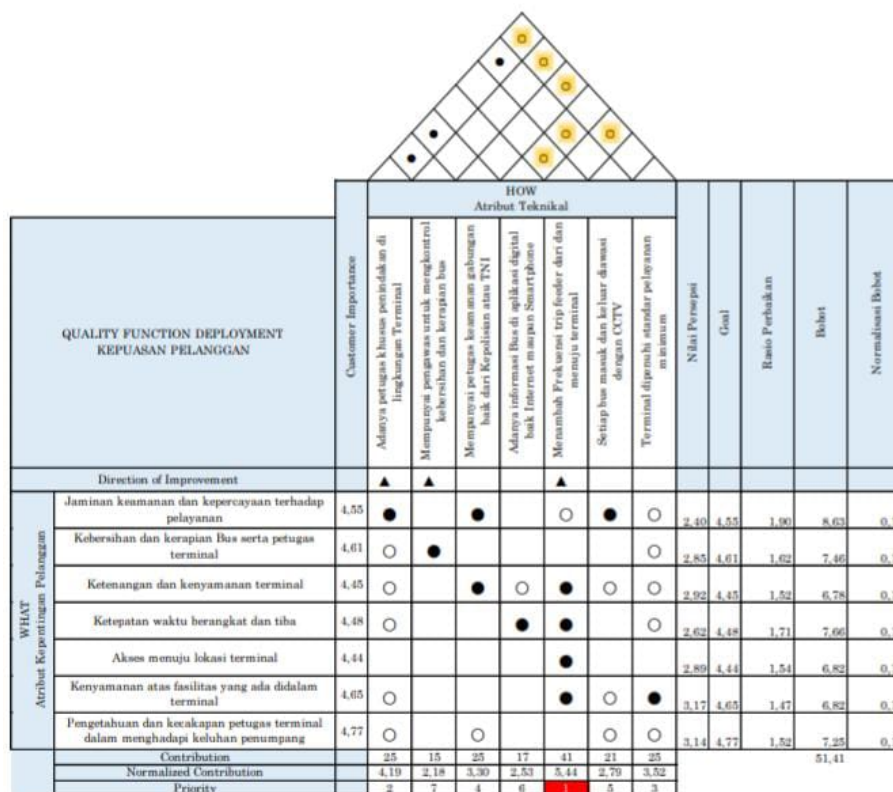 HOW
Atribut Teknikal
QUALITY FUNCTION DEPLOYMENT
KEPUASAN PELANGGAN
Customer Importance
Adanya petugas khusus penindakan di
lingkungan Terminal
Mempunyai pengawas untuk mengkontrol
kebersihan dan kerapian bus
Mempunyai petugas keamanan gabungan
baik dari Kepolisian atau TNI
Adanya informasi Bus di aplikasi digital
baik Internet maupun Smartphone
Menambah Frekuensi trip feeder dari dan
menuju terminal
Setiap bus masuk dan keluar diawasi
dengan CCTV
Terminal dipenuhi standar pelayanan
minimum
Nilai Persepsi
Goal
Rasio Perbaikan
Bobot
Normalisasi Bobot
Direction of Improvement ▲ ▲ ▲
WHAT
Atribut Kepentingan Pelanggan
Jaminan keamanan dan kepercayaan terhadap
pelayanan
4,55 ● ● ○ ● ○ 2,40 4,55 1,90 8,63
Kebersihan dan kerapian Bus serta petugas
terminal
4,61 ○ ● ○ 2,85 4,61 1,62 7,46
Ketenangan dan kenyamanan terminal 4,45 ● ○ ● ○ ○ 2,92 4,45 1,52 6,78
Ketepatan waktu berangkat dan tiba 4,48 ○ ● ● ○ 2,62 4,48 1,71 7,66
Akses menuju lokasi terminal 4,44 ● 2,89 4,44 1,54 6,82
Kenyamanan atas fasilitas yang ada didalam
terminal
4,65 ○ ● ○ ● 3,17 4,65 1,47 6,82
Pengetahuan dan kecakapan petugas terminal
dalam menghadapi keluhan penumpang
4,77 ○ ○ ○ ○ 3,14 4,77 1,52 7,25
Contribution 25 15 25 17 41 21 25 51,41
Normalized Contribution 4,19 2,18 3,30 2,53 5,44 2,79 3,52
Priority 2 7 4 6 1 5 3